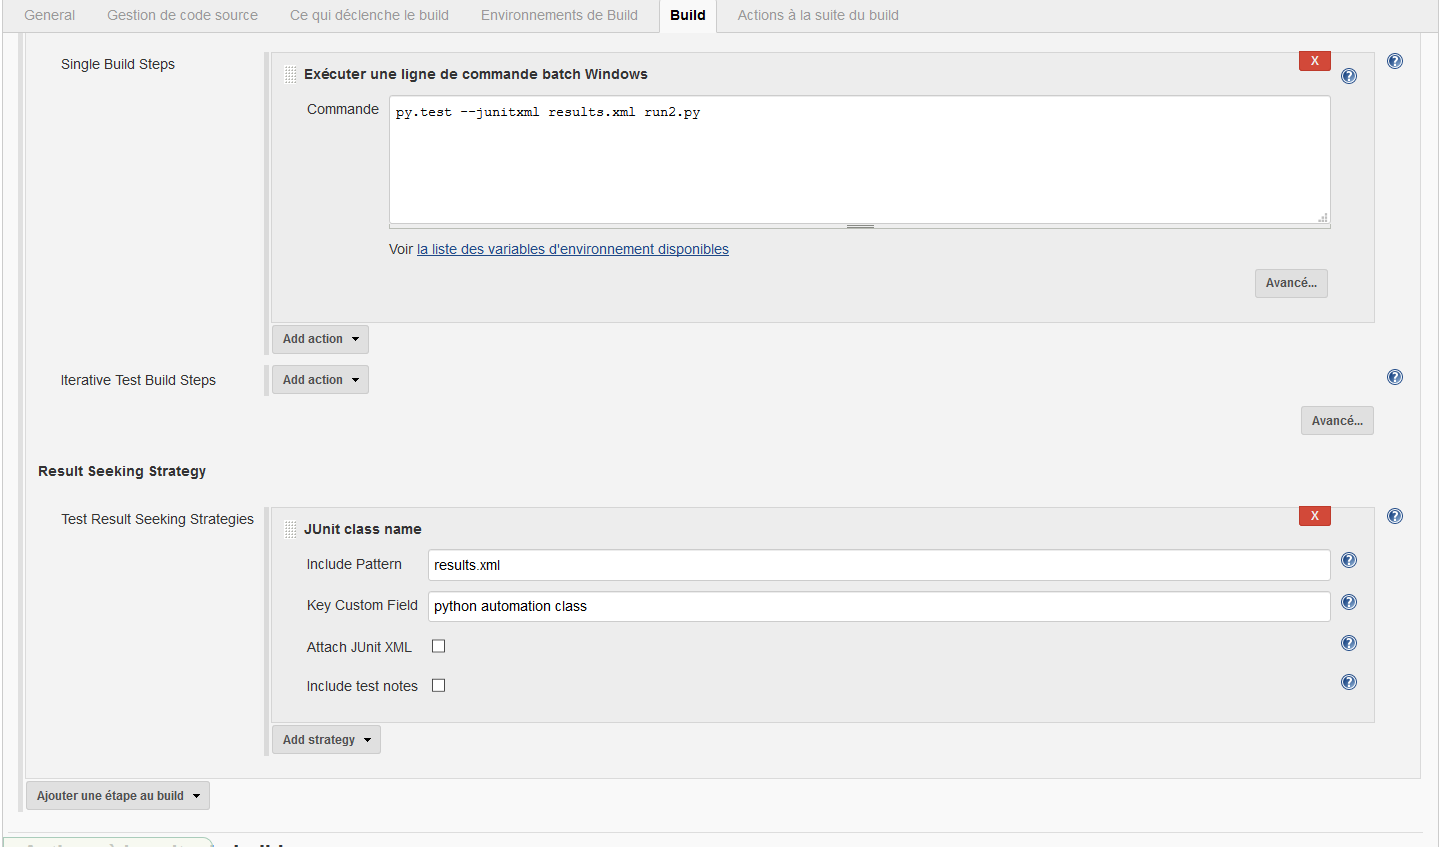 General Gestion de code source Ce qui déclenche le build Environnements de Build Build Actions à la suite du build
Single Build Steps
Exécuter une ligne de commande batch Windows
X
Commande
py.test --junitxml results.xml run2.py
Voir la liste des variables d'environnement disponibles
Avancé...
Add action
Iterative Test Build Steps
Add action
Avancé...
Result Seeking Strategy
Test Result Seeking Strategies
JUnit class name
X
Include Pattern
results.xml
Key Custom Field
python automation class
Attach JUnit XML
Include test notes
Add strategy
Ajouter une étape au build